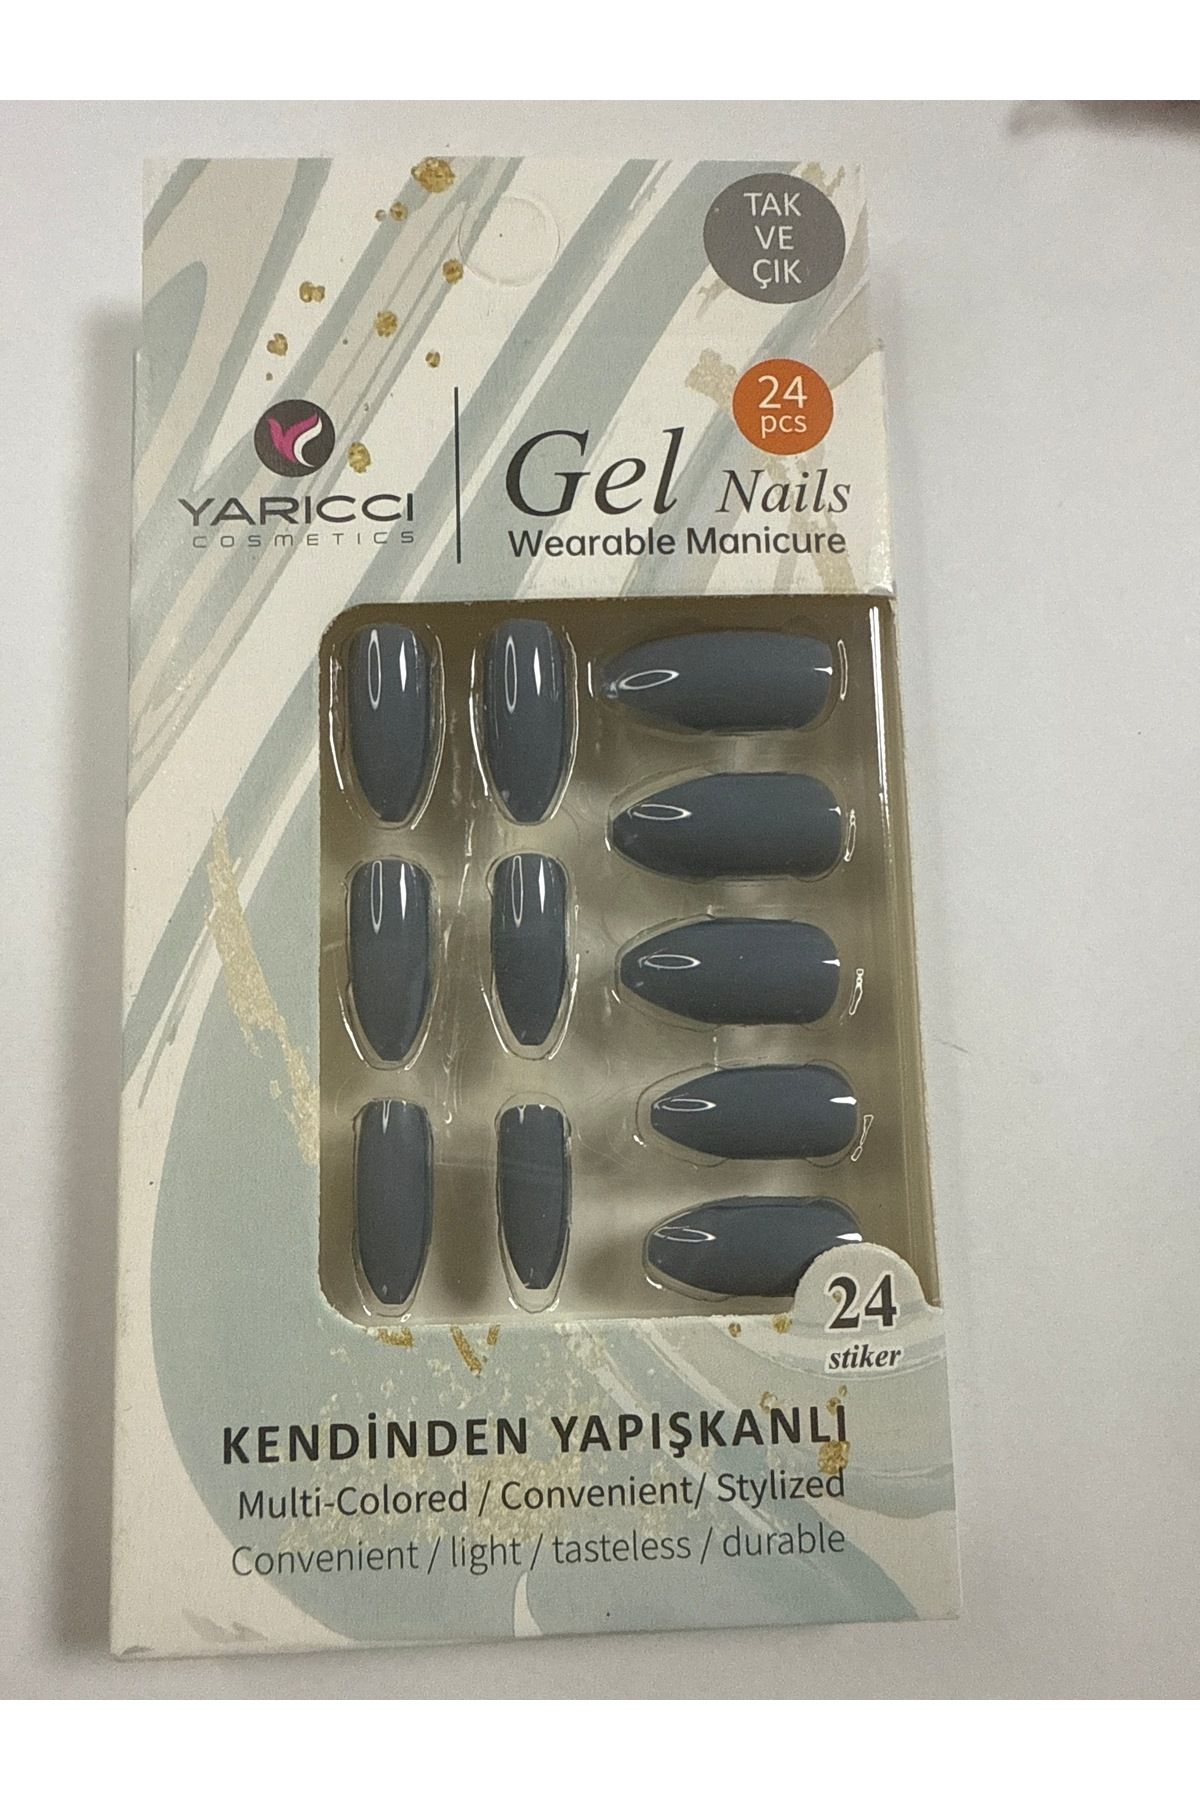 TAK
VE
ÇIK
24
pcs
YARICCI
COSMETICS
Gel Nails
Wearable Manicure
24
stiker
KENDİNDEN YAPIŞKANLI
Multi-Colored / Convenient/ Stylized
Convenient / light / tasteless / durable